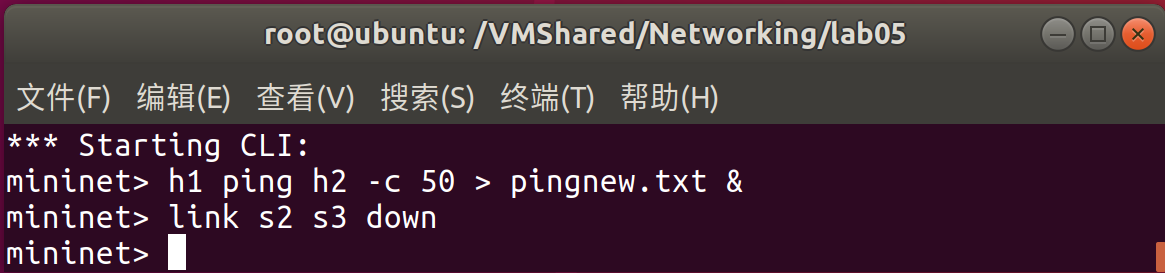 root@ubuntu: /VMShared/Networking/lab05
文件(F) 编辑(E) 查看(V) 搜索(S) 终端(T) 帮助(H)
*** Starting CLI:
mininet> h1 ping h2 -c 50 > pingnew.txt &
mininet> link s2 s3 down
mininet>